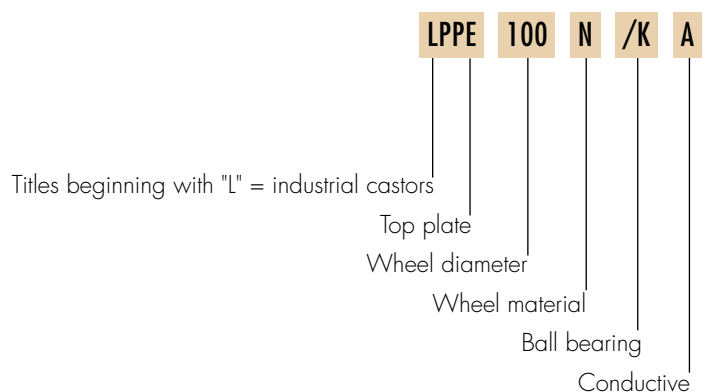 LPPE 100 N /K A
Titles beginning with "L" = industrial castors
Top plate
Wheel diameter
Wheel material
Ball bearing
Conductive